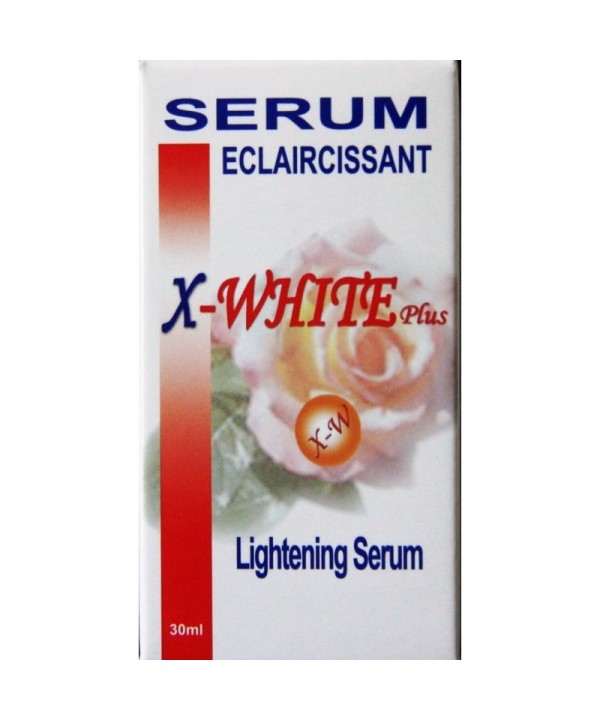 SERUM
ECLAIRCISSANT
X-WHITE Plus
X-W
Lightening Serum
30ml